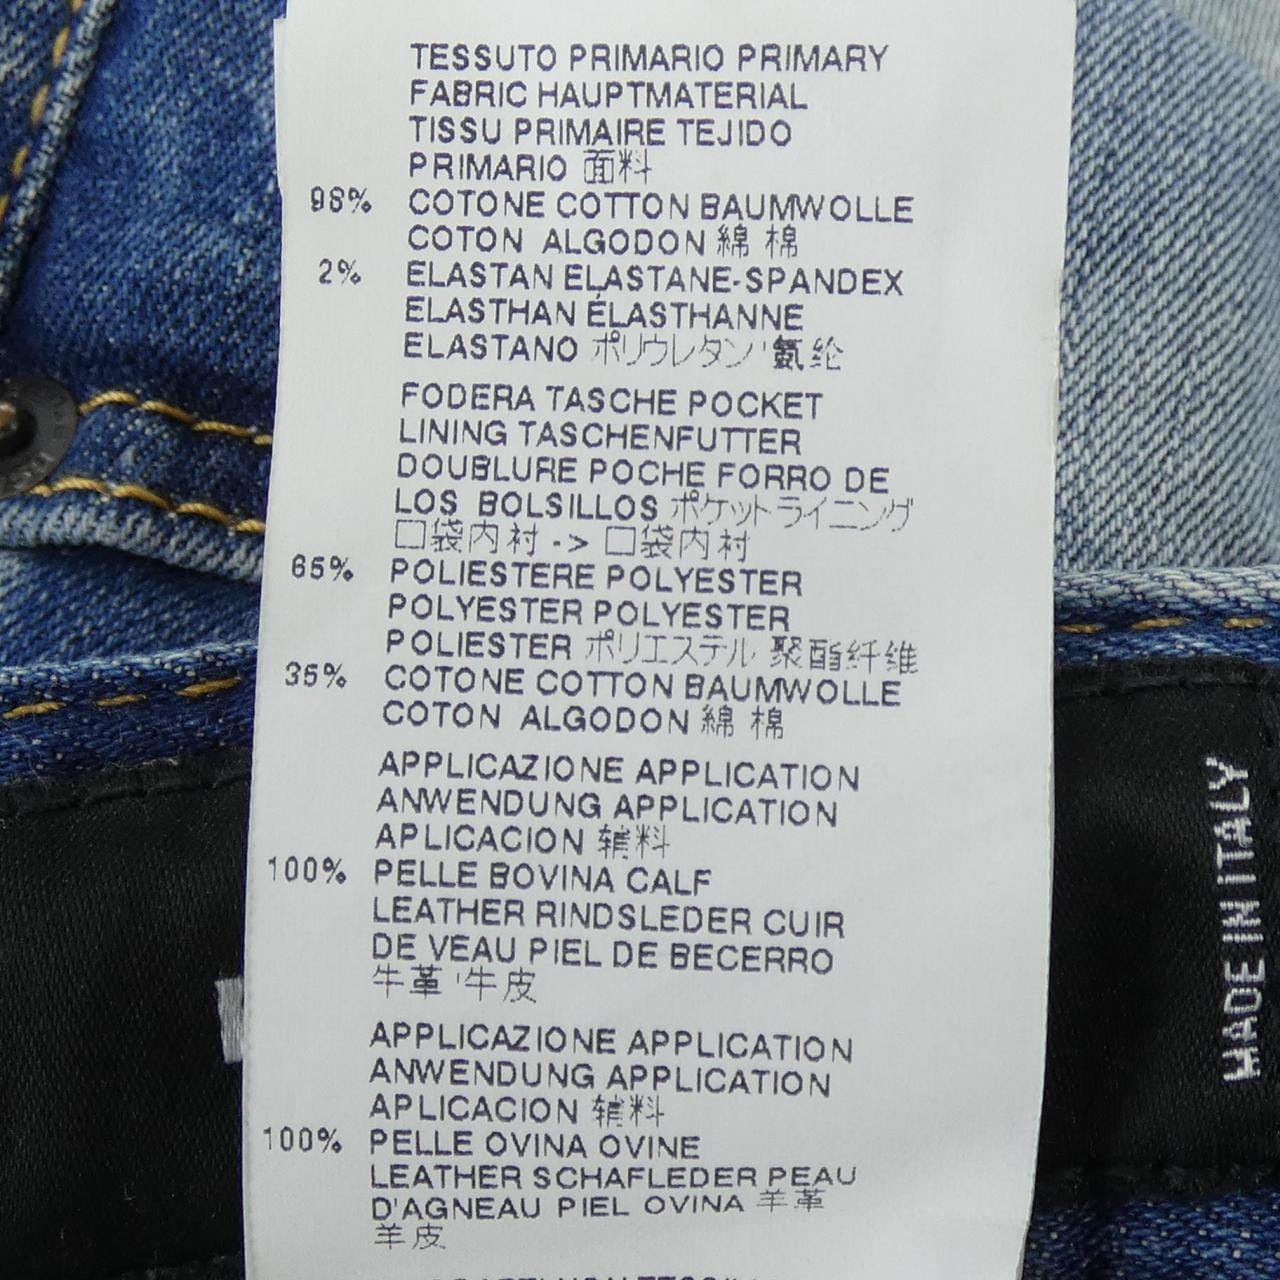 TESSUTO PRIMARIO PRIMARY
FABRIC HAUPTMATERIAL
TISSU PRIMAIRE TEJIDO
PRIMARIO 面料
98% COTONE COTTON BAUMWOLLE
COTON ALGODON 綿 棉
2% ELASTAN ELASTANE-SPANDEX
ELASTHAN ÉLASTHANNE
ELASTANO ポリウレタン'氨纶
FODERA TASCHE POCKET
LINING TASCHENFUTTER
DOUBLURE POCHE FORRO DE
LOS BOLSILLOS ポケットライニング
口袋内衬 -> 口袋内衬
65% POLIESTERE POLYESTER
POLYESTER POLYESTER
POLIESTER ポリエステル 聚酯纤维
35% COTONE COTTON BAUMWOLLE
COTON ALGODON 綿 棉
APPLICAZIONE APPLICATION
ANWENDUNG APPLICATION
APLICACION 辅料
100% PELLE BOVINA CALF
LEATHER RINDSLEDER CUIR
DE VEAU PIEL DE BECERRO
牛革'牛皮
APPLICAZIONE APPLICATION
ANWENDUNG APPLICATION
APLICACION 辅料
100% PELLE OVINA OVINE
LEATHER SCHAFLEDER PEAU
D'AGNEAU PIEL OVINA 羊革
羊皮
MADE IN ITALY